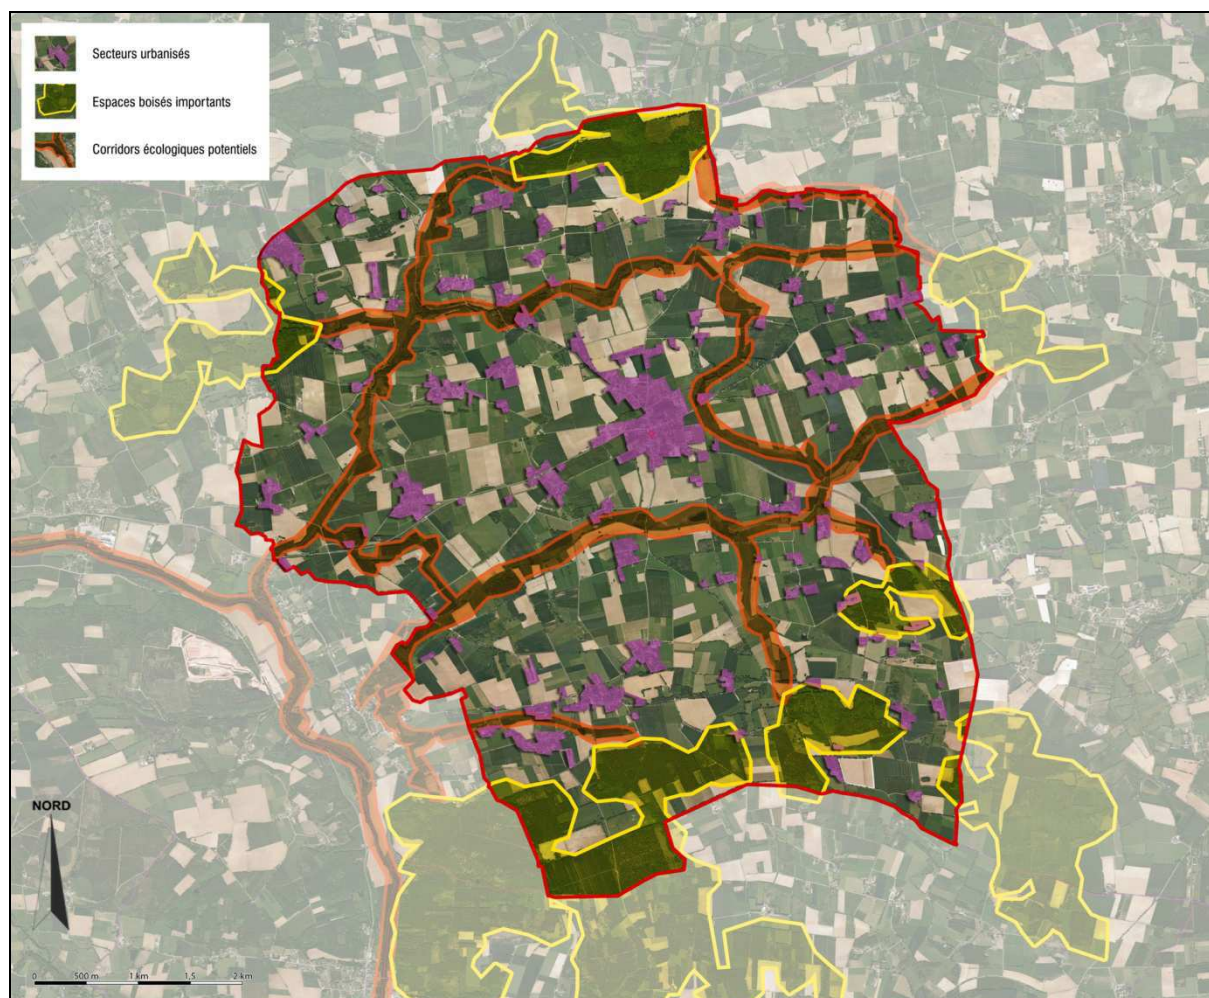 Secteurs urbanisés
Espaces boisés importants
Corridors écologiques potentiels
NORD
0 500 m 1 km 1,5 2 km